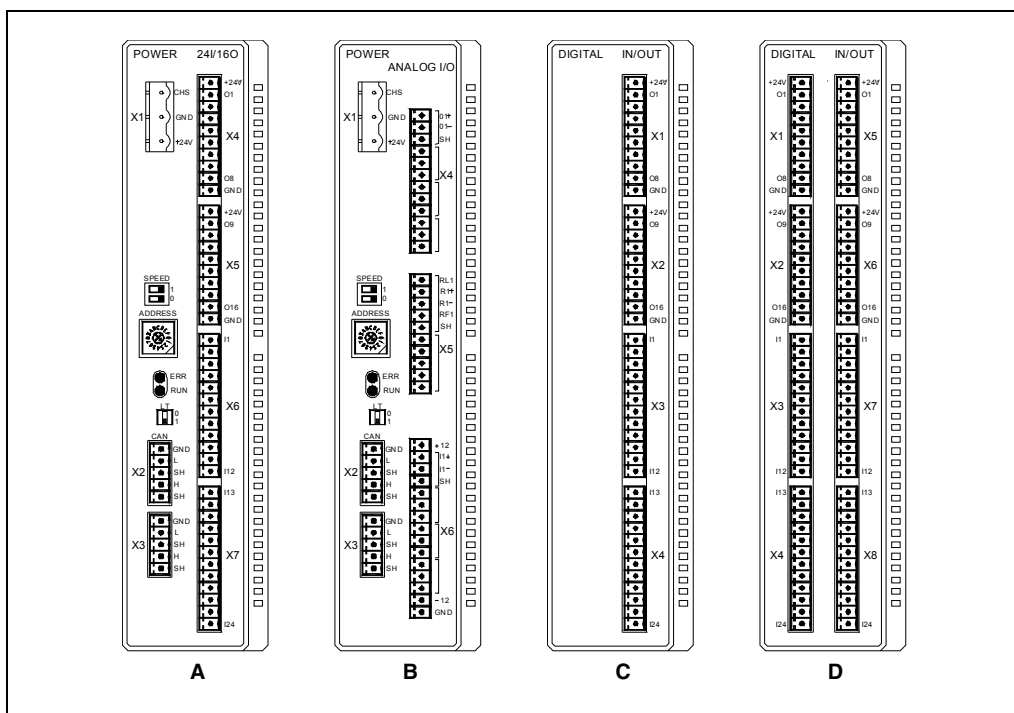 POWER 24I/16O
X1
CHS
GND
+24V
+24V
O1
X4
O8
GND
+24V
O9
X5
O16
GND
SPEED
1
0
ADDRESS
ERR
RUN
LT
0
1
I1
X6
I12
CAN
X2
GND
L
SH
H
SH
X3
GND
L
SH
H
SH
I13
X7
I24
A
POWER
ANALOG I/O
X1
CHS
GND
+24V
01+
01-
SH
X4
SPEED
1
0
ADDRESS
RL1
R1+
R1-
RF1
SH
X5
ERR
RUN
LT
0
1
CAN
X2
GND
L
SH
H
SH
X3
GND
L
SH
H
SH
+12
I1+
I1-
SH
X6
-12
GND
B
DIGITAL IN/OUT
+24V
O1
X1
O8
GND
+24V
O9
X2
O16
GND
I1
X3
I12
I13
X4
I24
C
DIGITAL IN/OUT
+24V
O1
X1
O8
GND
+24V
O9
X2
O16
GND
I1
X3
I12
I13
X4
I24
+24V
O1
X5
O8
GND
+24V
O9
X6
O16
GND
I1
X7
I12
I13
X8
I24
D